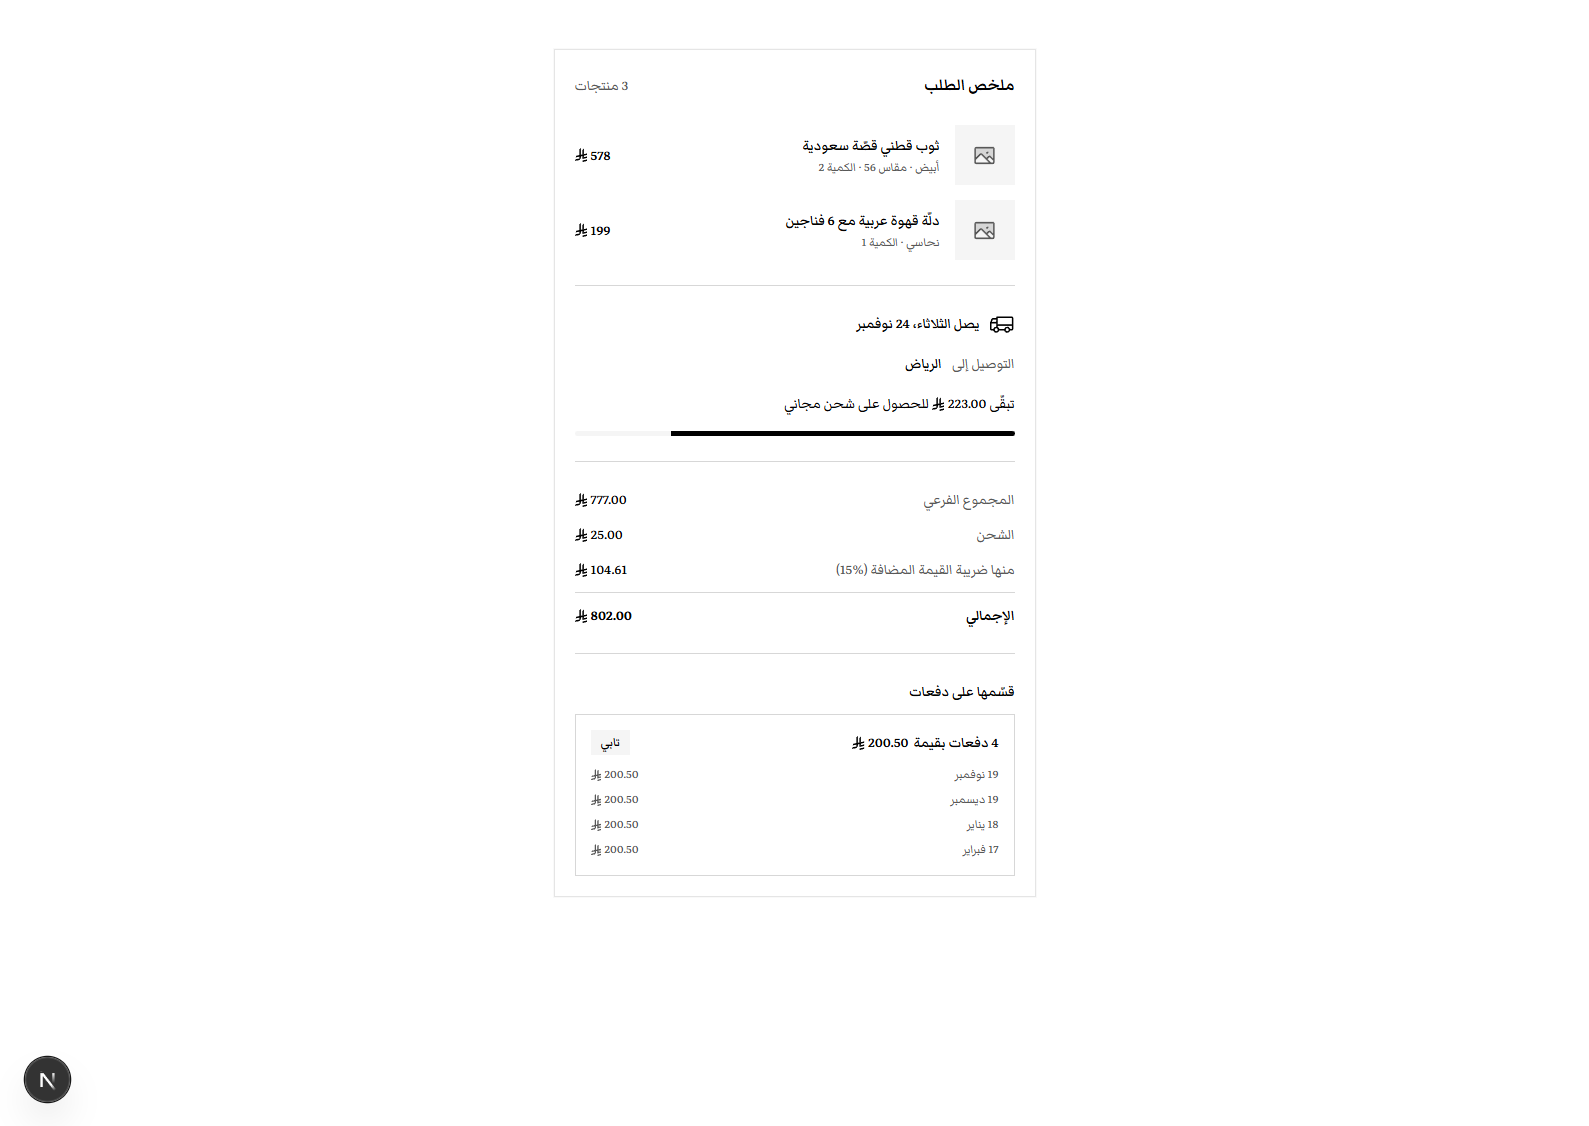 ملخص الطلب
3 منتجات
ثوب قطني قصّة سعودية
578 ⃁
أبيض · مقاس 56 · الكمية 2
دلّة قهوة عربية مع 6 فناجين
199 ⃁
نحاسي · الكمية 1
يصل الثلاثاء، 24 نوفمبر
التوصيل إلى الرياض
تبقّى 223.00 ⃁ للحصول على شحن مجاني
المجموع الفرعي 777.00 ⃁
الشحن 25.00 ⃁
منها ضريبة القيمة المضافة (15%) 104.61 ⃁
الإجمالي 802.00 ⃁
قسّمها على دفعات
4 دفعات بقيمة 200.50 ⃁
تابي
19 نوفمبر 200.50 ⃁
19 ديسمبر 200.50 ⃁
18 يناير 200.50 ⃁
17 فبراير 200.50 ⃁
N